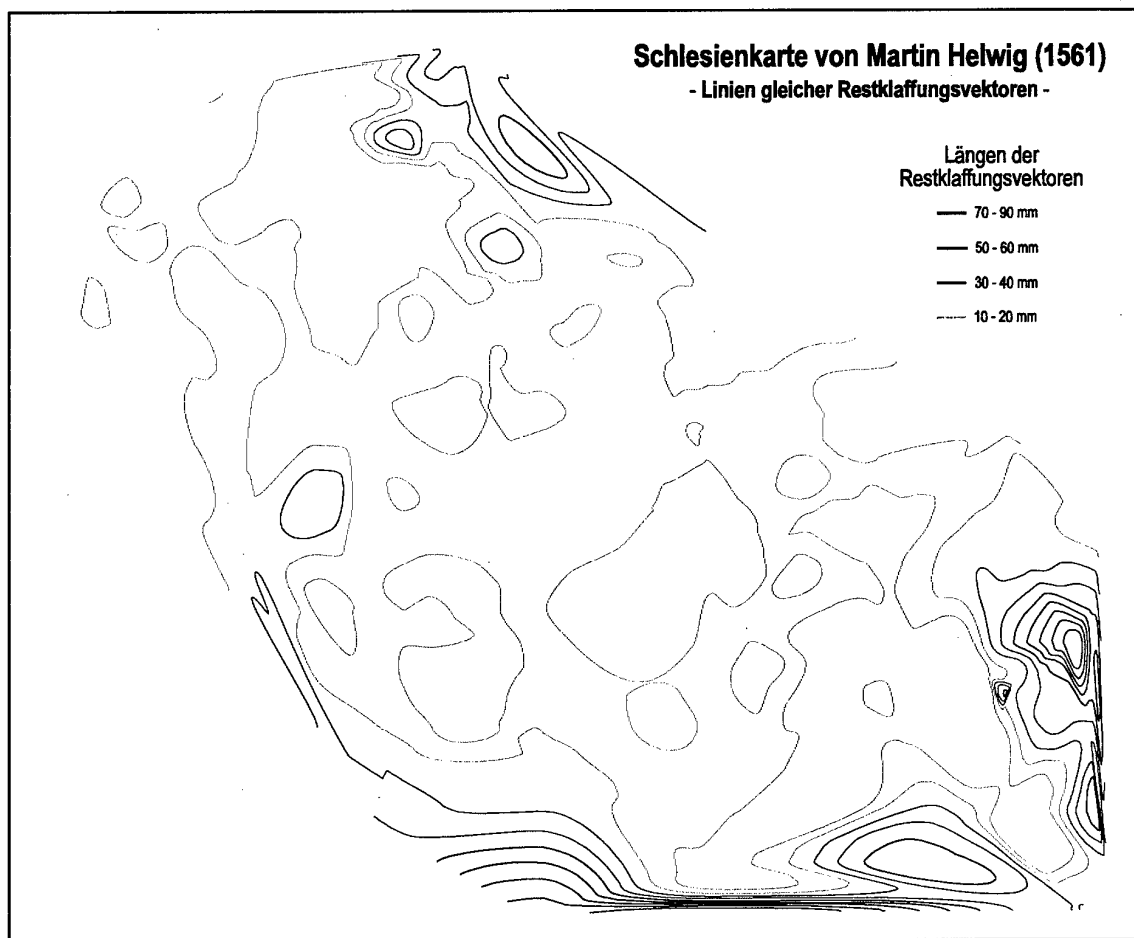 Schlesienkarte von Martin Helwig (1561)
- Linien gleicher Restklaffungsvektoren -
Längen der
Restklaffungsvektoren
70 - 90 mm
50 - 60 mm
30 - 40 mm
10 - 20 mm